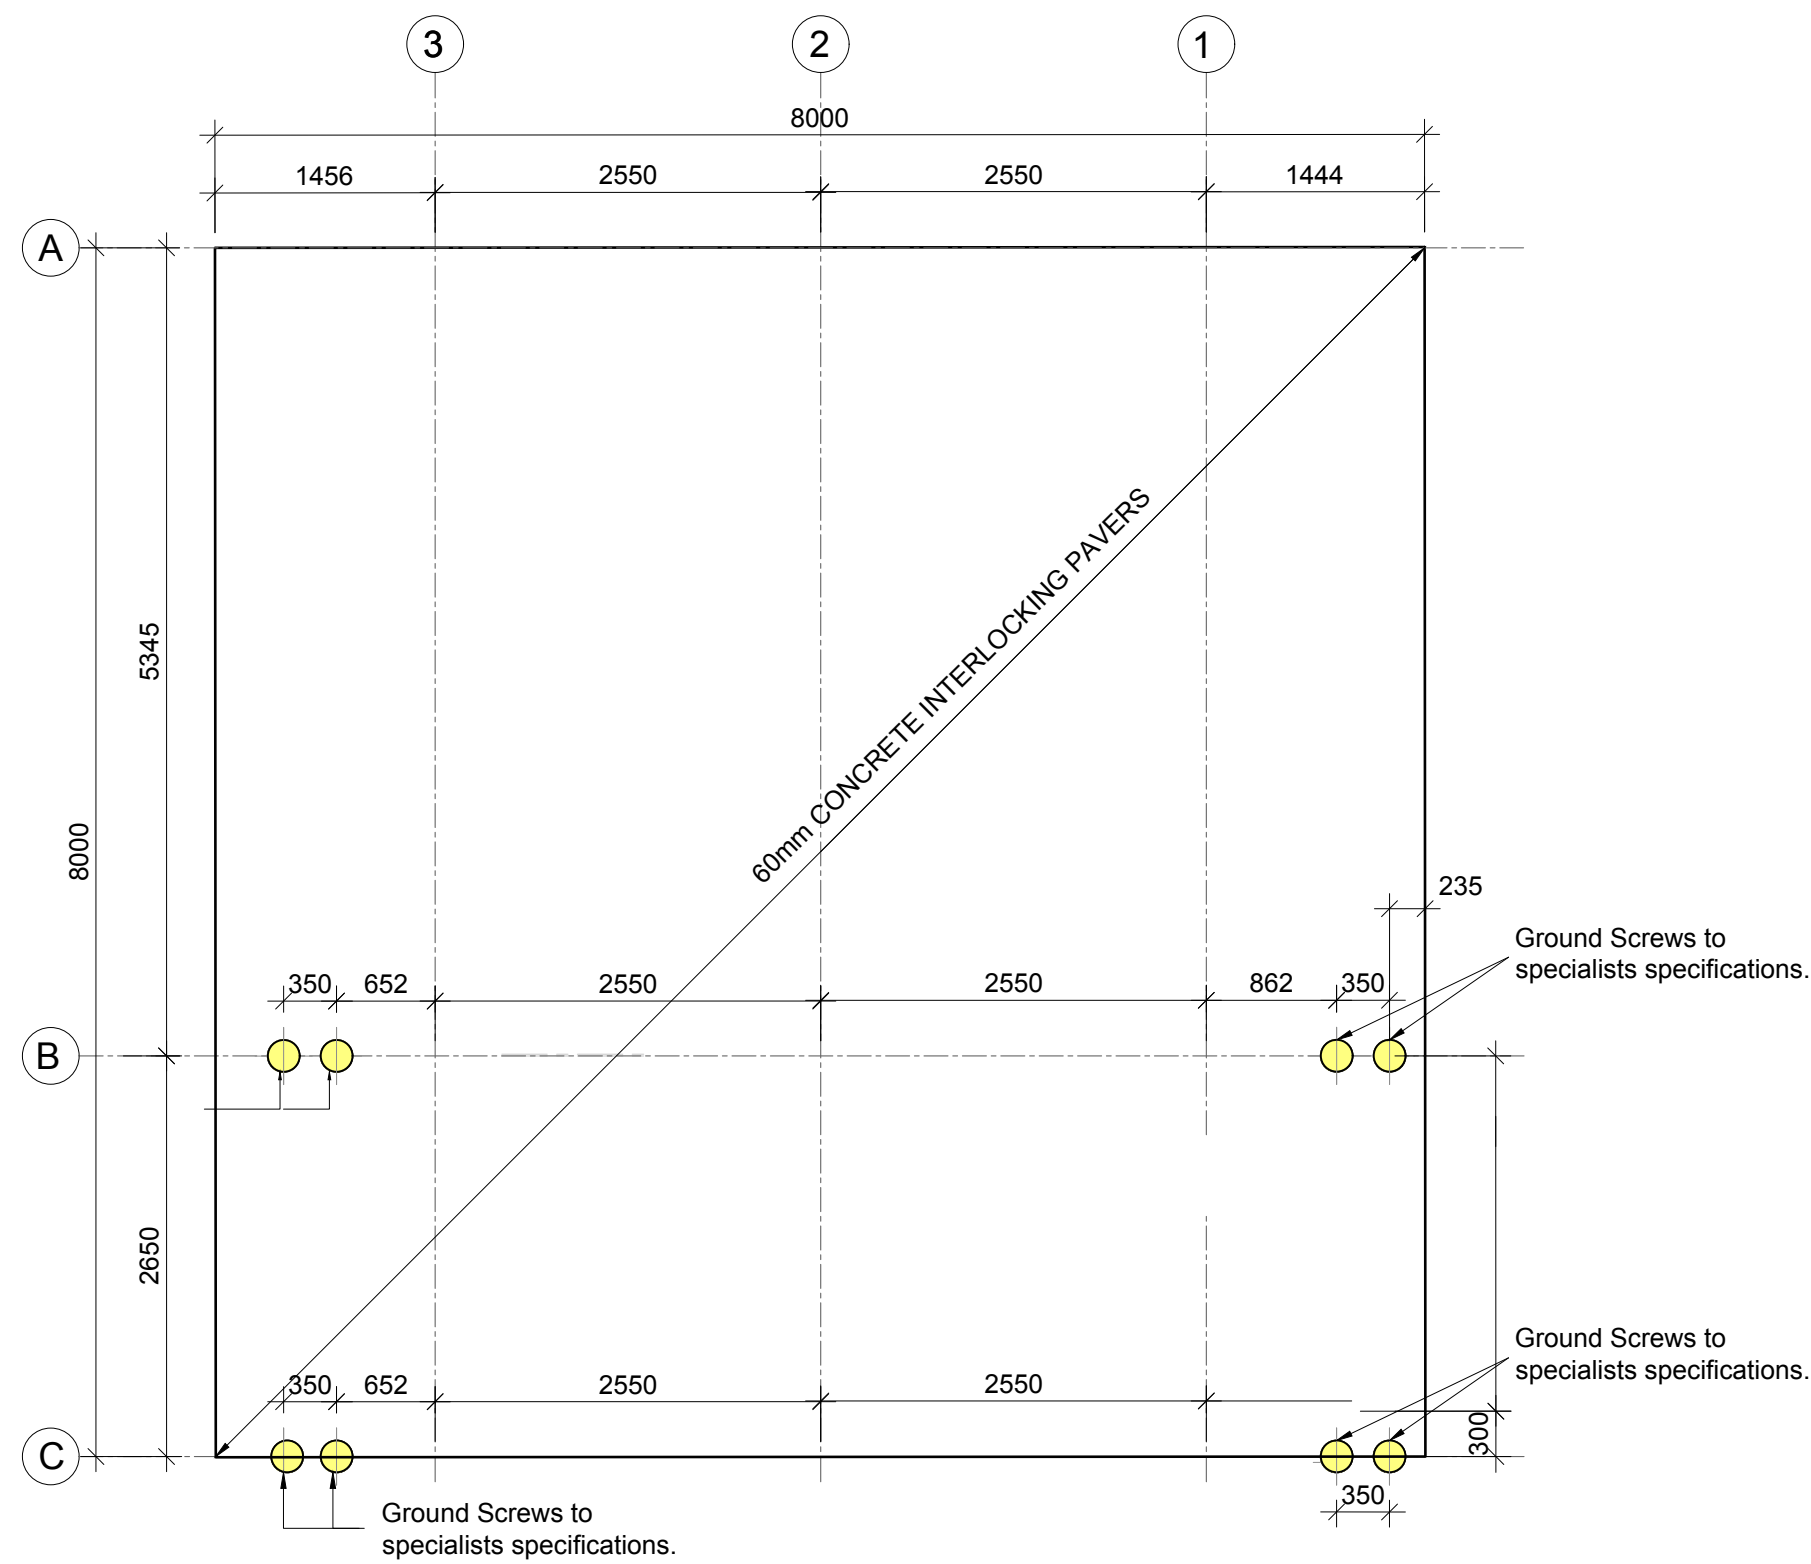 3
2
1
8000
1456
2550
2550
1444
A
5345
8000
60mm CONCRETE INTERLOCKING PAVERS
235
Ground Screws to
specialists specifications.
350
652
2550
2550
862
350
B
2650
Ground Screws to
specialists specifications.
350
652
2550
2550
300
C
350
Ground Screws to
specialists specifications.